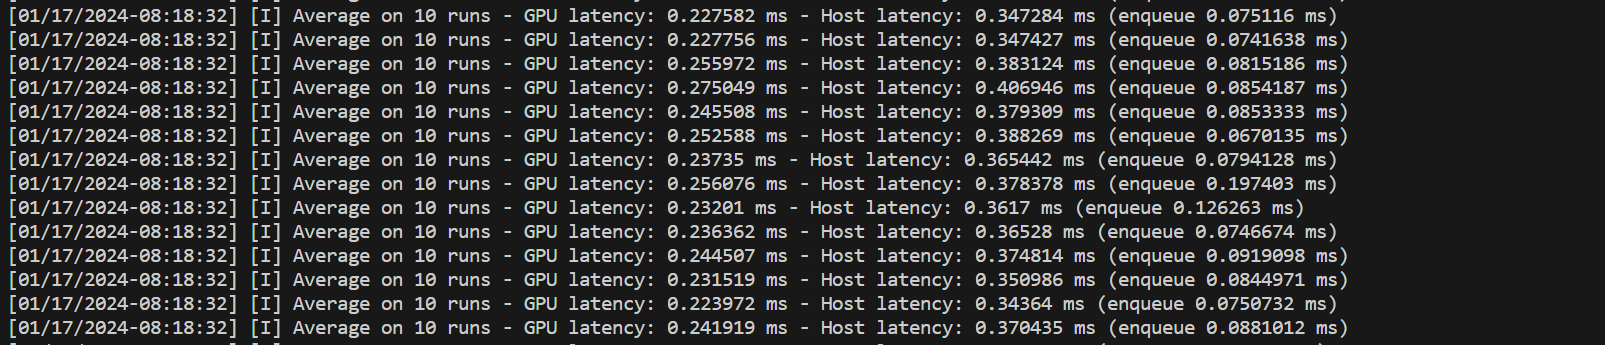 [01/17/2024-08:18:32] [I] Average on 10 runs - GPU latency: 0.227582 ms - Host latency: 0.347284 ms (enqueue 0.075116 ms)
[01/17/2024-08:18:32] [I] Average on 10 runs - GPU latency: 0.227756 ms - Host latency: 0.347427 ms (enqueue 0.0741638 ms)
[01/17/2024-08:18:32] [I] Average on 10 runs - GPU latency: 0.255972 ms - Host latency: 0.383124 ms (enqueue 0.0815186 ms)
[01/17/2024-08:18:32] [I] Average on 10 runs - GPU latency: 0.275049 ms - Host latency: 0.406946 ms (enqueue 0.0854187 ms)
[01/17/2024-08:18:32] [I] Average on 10 runs - GPU latency: 0.245508 ms - Host latency: 0.379309 ms (enqueue 0.0853333 ms)
[01/17/2024-08:18:32] [I] Average on 10 runs - GPU latency: 0.252588 ms - Host latency: 0.388269 ms (enqueue 0.0670135 ms)
[01/17/2024-08:18:32] [I] Average on 10 runs - GPU latency: 0.23735 ms - Host latency: 0.365442 ms (enqueue 0.0794128 ms)
[01/17/2024-08:18:32] [I] Average on 10 runs - GPU latency: 0.256076 ms - Host latency: 0.378378 ms (enqueue 0.197403 ms)
[01/17/2024-08:18:32] [I] Average on 10 runs - GPU latency: 0.23201 ms - Host latency: 0.3617 ms (enqueue 0.126263 ms)
[01/17/2024-08:18:32] [I] Average on 10 runs - GPU latency: 0.236362 ms - Host latency: 0.36528 ms (enqueue 0.0746674 ms)
[01/17/2024-08:18:32] [I] Average on 10 runs - GPU latency: 0.244507 ms - Host latency: 0.374814 ms (enqueue 0.0919098 ms)
[01/17/2024-08:18:32] [I] Average on 10 runs - GPU latency: 0.231519 ms - Host latency: 0.350986 ms (enqueue 0.0844971 ms)
[01/17/2024-08:18:32] [I] Average on 10 runs - GPU latency: 0.223972 ms - Host latency: 0.34364 ms (enqueue 0.0750732 ms)
[01/17/2024-08:18:32] [I] Average on 10 runs - GPU latency: 0.241919 ms - Host latency: 0.370435 ms (enqueue 0.0881012 ms)